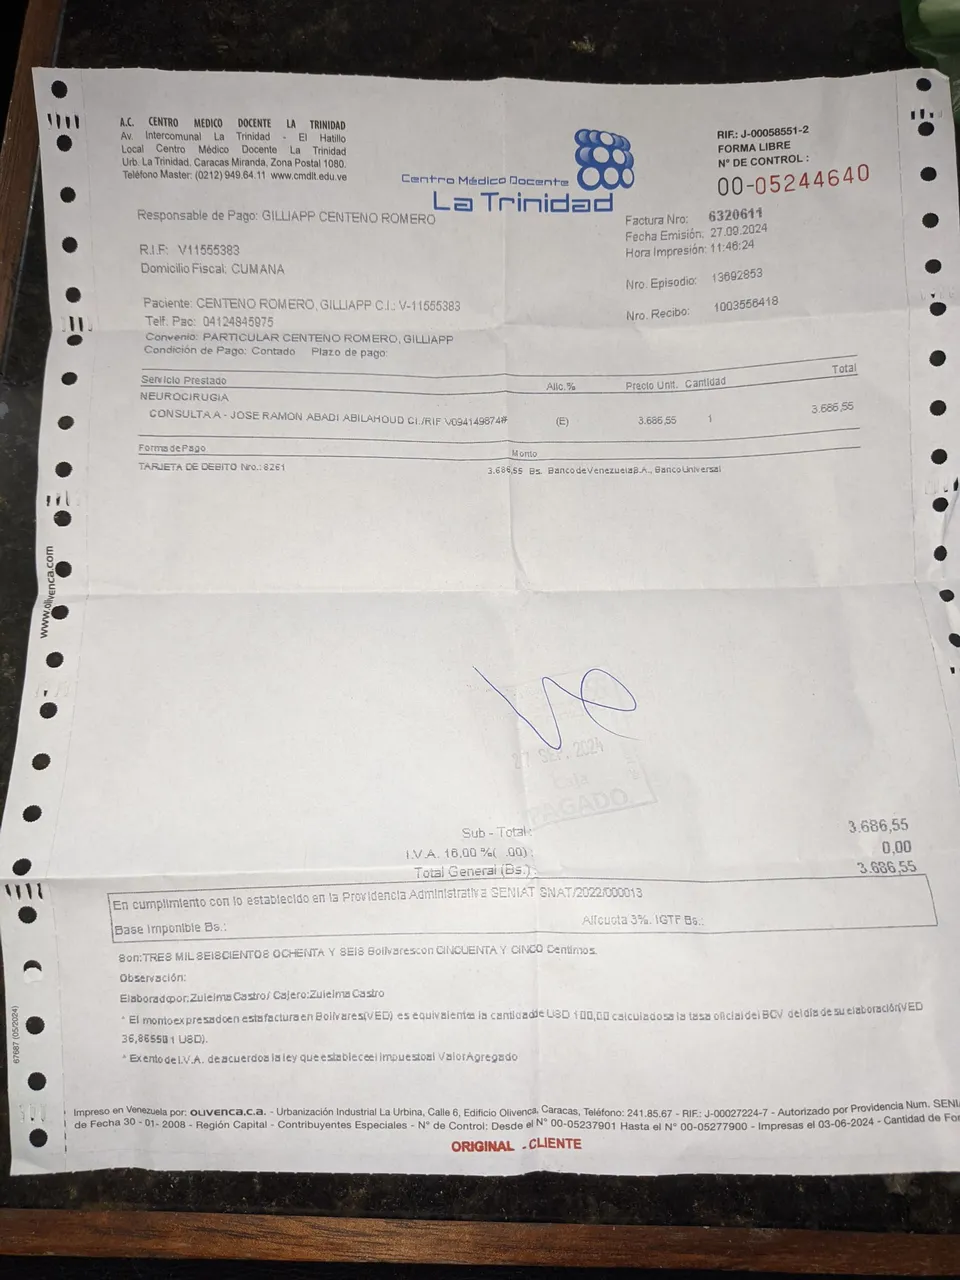 A.C. CENTRO MEDICO DOCENTE LA TRINIDAD
Av. Intercomunal La Trinidad - El Hatillo
Local Centro Médico Docente La Trinidad
Urb. La Trinidad, Caracas Miranda, Zona Postal 1080.
Teléfono Master: (0212) 949.64.11 www.cmdlt.edu.ve
Centro Médico Docente
La Trinidad
RIF.: J-00058551-2
FORMA LIBRE
N° DE CONTROL :
00-05244640
Responsable de Pago: GILLIAPP CENTENO ROMERO
R.I.F: V11555383
Domicilio Fiscal: CUMANA
Factura Nro: 6320611
Fecha Emisión: 27.09.2024
Hora Impresión: 11:46:24
Nro. Episodio: 13692853
Nro. Recibo: 1003556418
Paciente: CENTENO ROMERO, GILLIAPP C.I.: V-11555383
Telf. Pac: 04124845975
Convenio: PARTICULAR CENTENO ROMERO, GILLIAPP
Condición de Pago: Contado Plazo de pago:
Servicio Prestado Alic.% Precio Unit. Cantidad Total
NEUROCIRUGIA
CONSULTA A - JOSE RAMON ABADI ABILAHOUD CI./RIF V094149874# (E) 3.686,55 1 3.686,55
Forma de Pago Monto
TARJETA DE DEBITO Nro.: 6261 3.686,55 Bs. Banco de Venezuela S.A., Banco Universal
www.olivenca.com
27 SEP. 2024
Caja
PAGADO
Sub - Total: 3.686,55
I.V.A. 16,00 %( .00) : 0,00
Total General (Bs.) : 3.686,55
En cumplimiento con lo establecido en la Providencia Administrativa SENIAT SNAT/2022/000013
Base Imponible Bs.: Alícuota 3%. IGTF Bs.:
Son: TRES MIL SEISCIENTOS OCHENTA Y SEIS Bolívares con CINCUENTA Y CINCO Centimos.
Observación:
Elaborado por: Zuleima Castro/ Cajero: Zuleima Castro
* El monto expresado en esta factura en Bolívares(VED) es equivalente la cantidad de USD 100,00 calculados a la tasa oficial del BCV del día de su elaboración(VED
36,865501 USD).
* Exento de I.V.A. de acuerdo a la ley que establece el Impuesto al Valor Agregado
67687 (05/2024)
Impreso en Venezuela por: olivenca.c.a. - Urbanización Industrial La Urbina, Calle 6, Edificio Olivenca, Caracas, Teléfono: 241.85.67 - RIF.: J-00027224-7 - Autorizado por Providencia Num. SENI
de Fecha 30 - 01- 2008 - Región Capital - Contribuyentes Especiales - N° de Control: Desde el N° 00-05237901 Hasta el N° 00-05277900 - Impresas el 03-06-2024 - Cantidad de For
ORIGINAL - CLIENTE